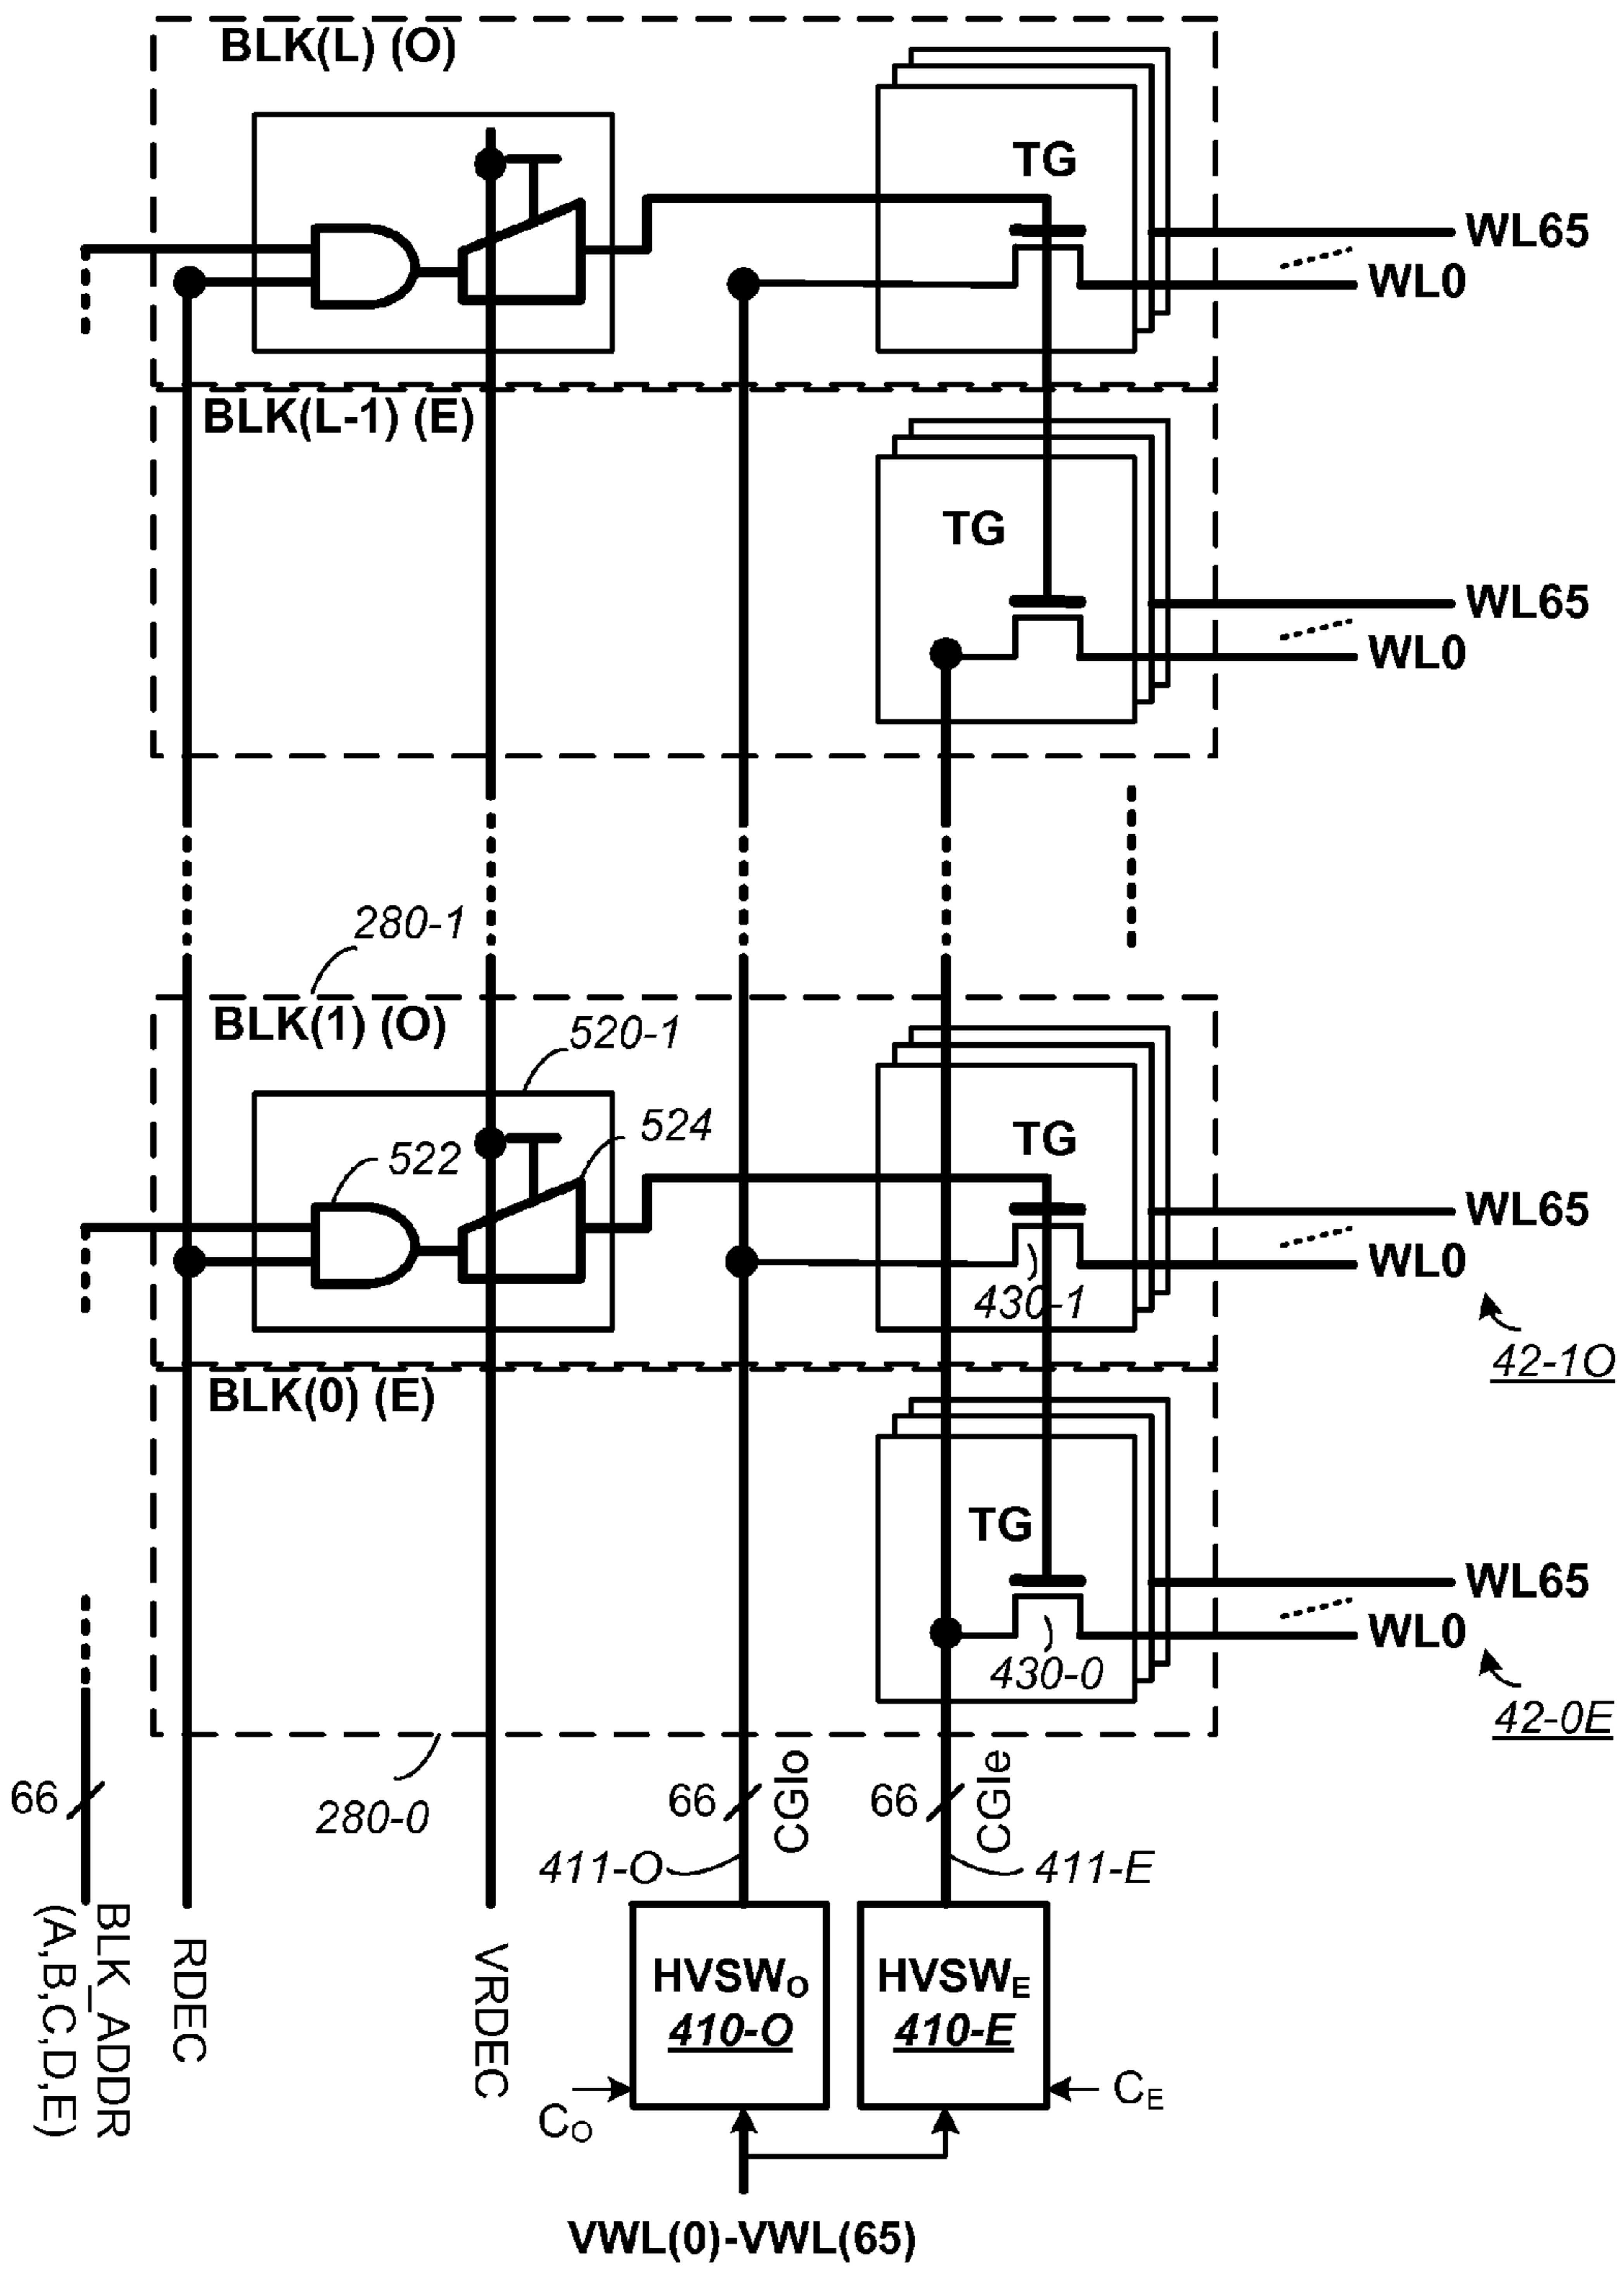 BLK(L) (O)
TG
WL65
WL0
BLK(L-1) (E)
TG
WL65
WL0
280-1
BLK(1) (O)
520-1
522
524
TG
WL65
WL0
430-1
42-1O
BLK(0) (E)
TG
WL65
WL0
430-0
42-0E
280-0
66
66
CGIo
66
CGIe
411-O
411-E
BLK_ADDR
(A,B,C,D,E)
RDEC
VRDEC
HVSWO
410-O
HVSWE
410-E
CO
CE
VWL(0)-VWL(65)